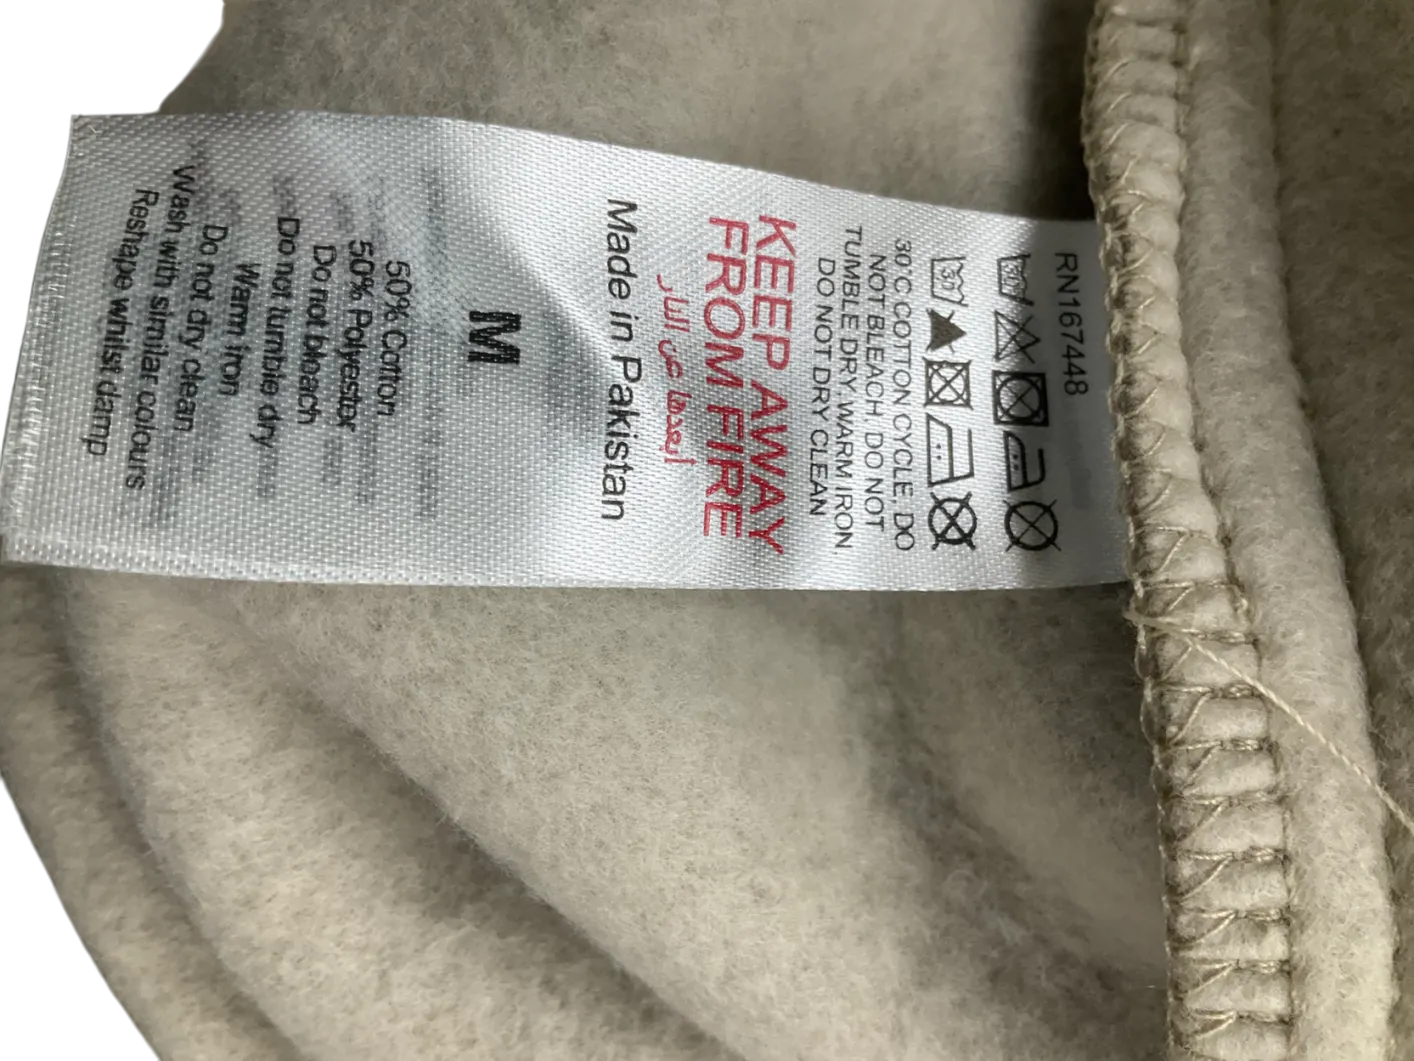 RN167448
30
30
30°C COTTON CYCLE DO
NOT BLEACH, DO NOT
TUMBLE DRY WARM IRON
DO NOT DRY CLEAN
KEEP AWAY
FROM FIRE
أبعدها عن النار
Made in Pakistan
M
50% Cotton
50% Polyester
Do not bleach
Do not tumble dry
Warm iron
Do not dry clean
Wash with similar colours
Reshape whilst damp